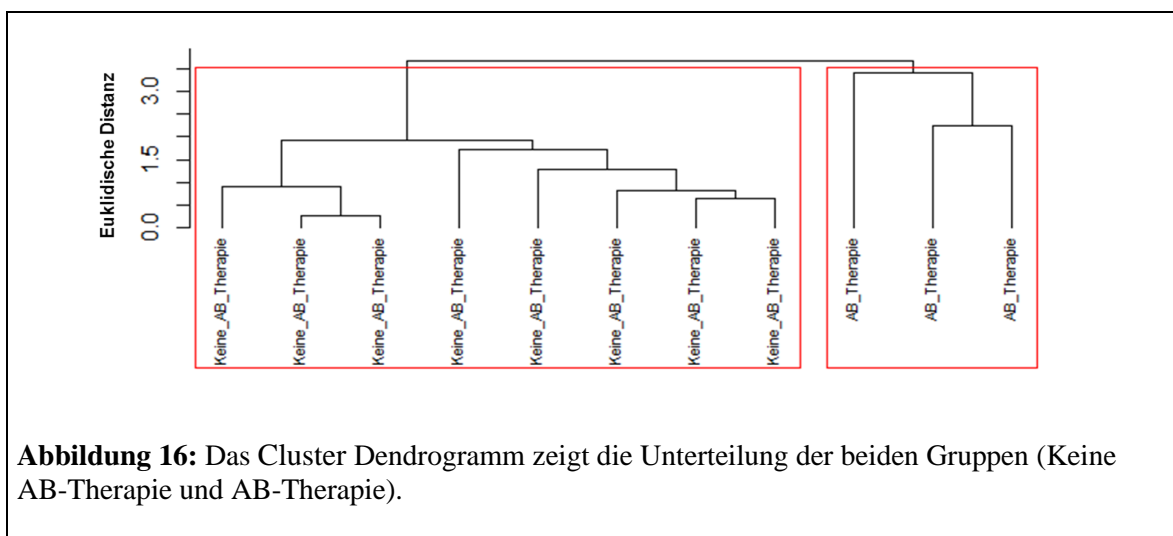 Euklidische Distanz
3.0
1.5
0.0
Keine_AB_Therapie
Keine_AB_Therapie
Keine_AB_Therapie
Keine_AB_Therapie
Keine_AB_Therapie
Keine_AB_Therapie
Keine_AB_Therapie
Keine_AB_Therapie
AB_Therapie
AB_Therapie
AB_Therapie
Abbildung 16: Das Cluster Dendrogramm zeigt die Unterteilung der beiden Gruppen (Keine
AB-Therapie und AB-Therapie).